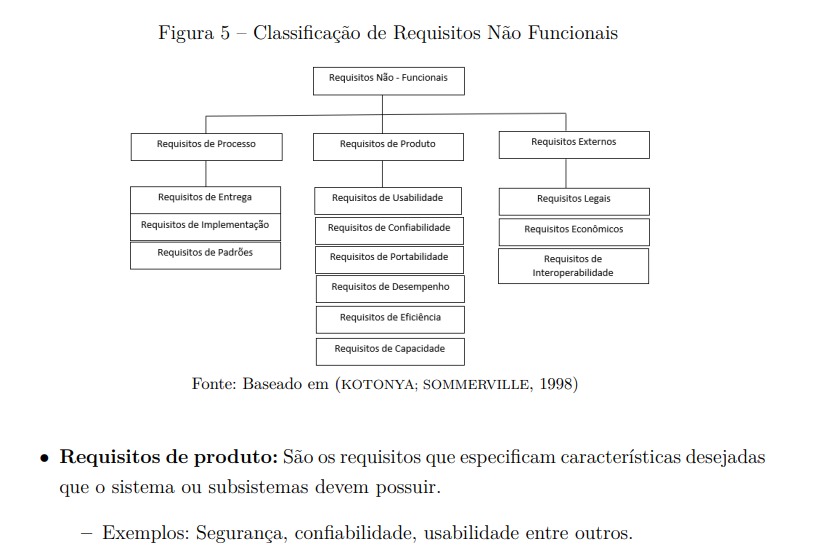 Figura 5 – Classificação de Requisitos Não Funcionais
Requisitos Não - Funcionais
Requisitos de Processo
Requisitos de Produto
Requisitos Externos
Requisitos de Entrega
Requisitos de Implementação
Requisitos de Padrões
Requisitos de Usabilidade
Requisitos de Confiabilidade
Requisitos de Portabilidade
Requisitos de Desempenho
Requisitos de Eficiência
Requisitos de Capacidade
Requisitos Legais
Requisitos Econômicos
Requisitos de
Interoperabilidade
Fonte: Baseado em (KOTONYA; SOMMERVILLE, 1998)
• Requisitos de produto: São os requisitos que especificam características desejadas
que o sistema ou subsistemas devem possuir.
– Exemplos: Segurança, confiabilidade, usabilidade entre outros.